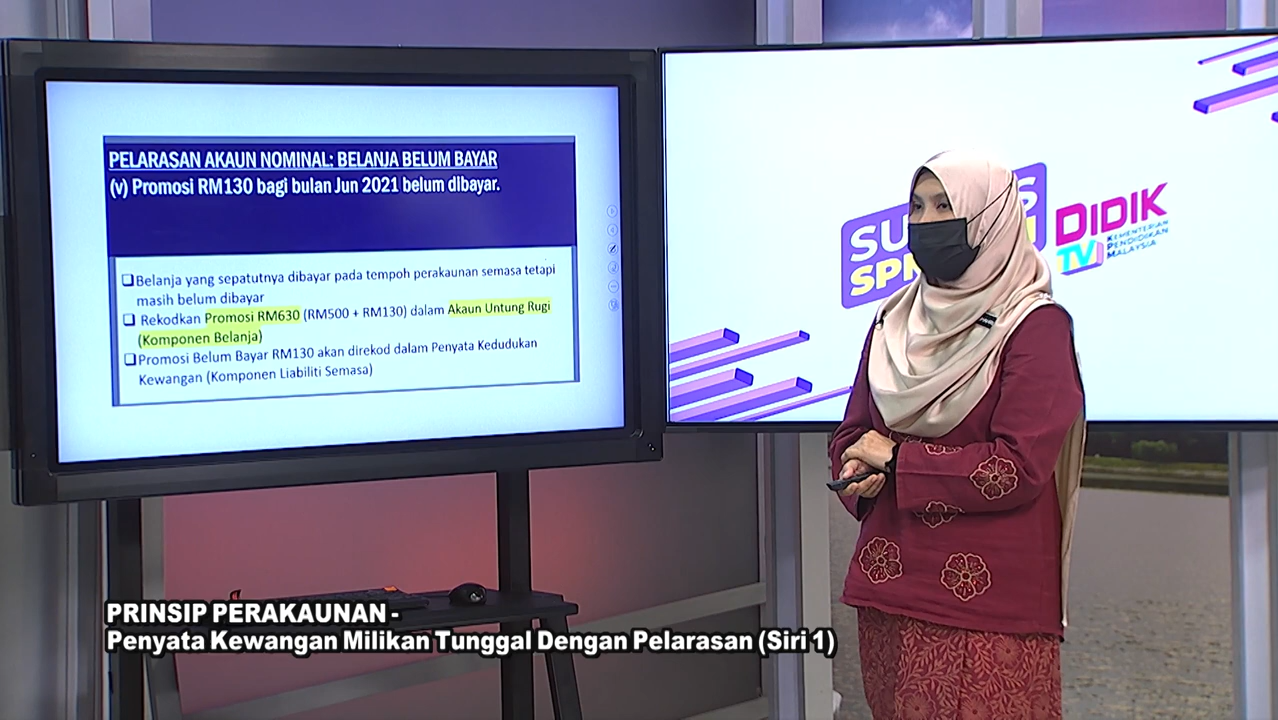 PELARASAN AKAUN NOMINAL: BELANJA BELUM BAYAR
(v) Promosi RM130 bagi bulan Jun 2021 belum dibayar.
Belanja yang sepatutnya dibayar pada tempoh perakaunan semasa tetapi
masih belum dibayar
Rekodkan Promosi RM630 (RM500 + RM130) dalam Akaun Untung Rugi
(Komponen Belanja)
Promosi Belum Bayar RM130 akan direkod dalam Penyata Kedudukan
Kewangan (Komponen Liabiliti Semasa)
DIDIK
TV
KEMENTERIAN
PENDIDIKAN
MALAYSIA
PRINSIP PERAKAUNAN -
Penyata Kewangan Milikan Tunggal Dengan Pelarasan (Siri 1)